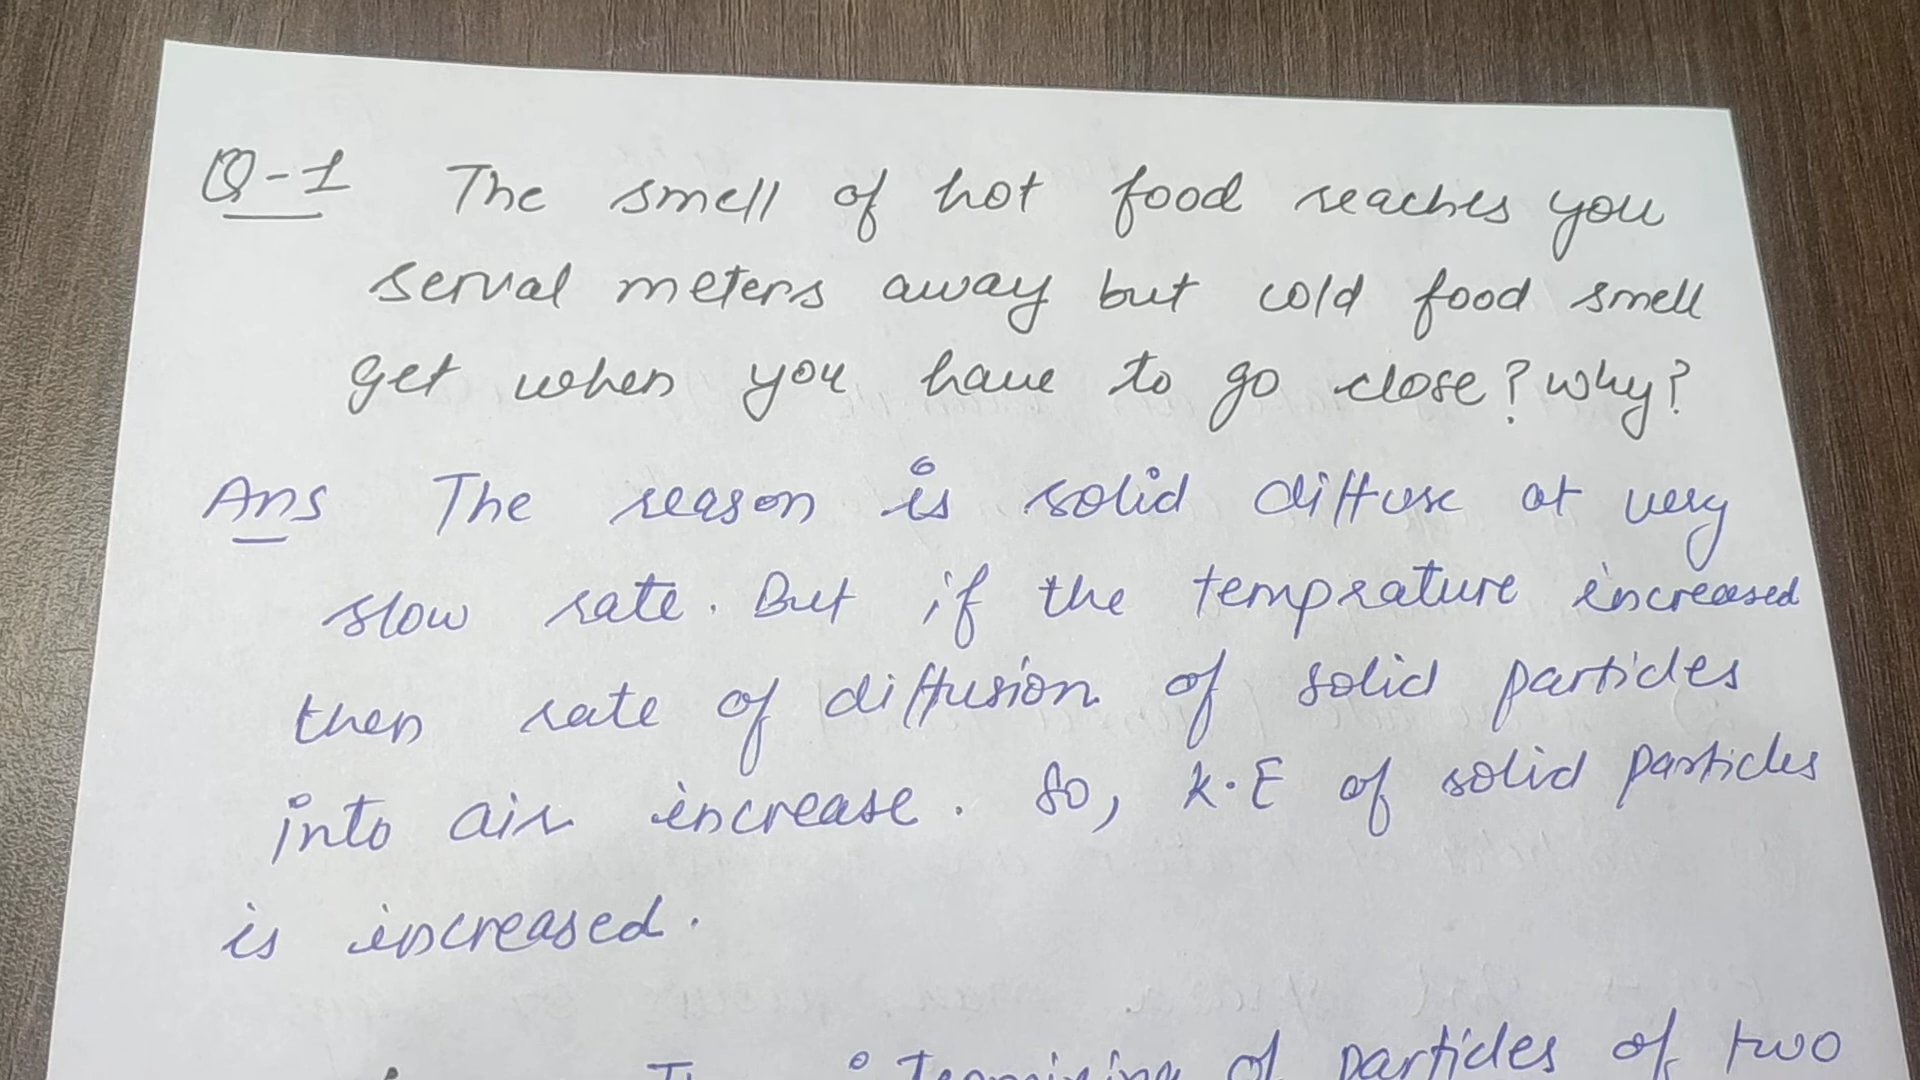 Q-1 The smell of hot food reaches you
serval meters away but cold food smell
get when you have to go close? why?
Ans The reason is solid diffuse at very
slow rate. But if the temprature increased
then rate of diffusion of solid particles
into air increase. So, K.E of solid particles
is increased.
of particles of two